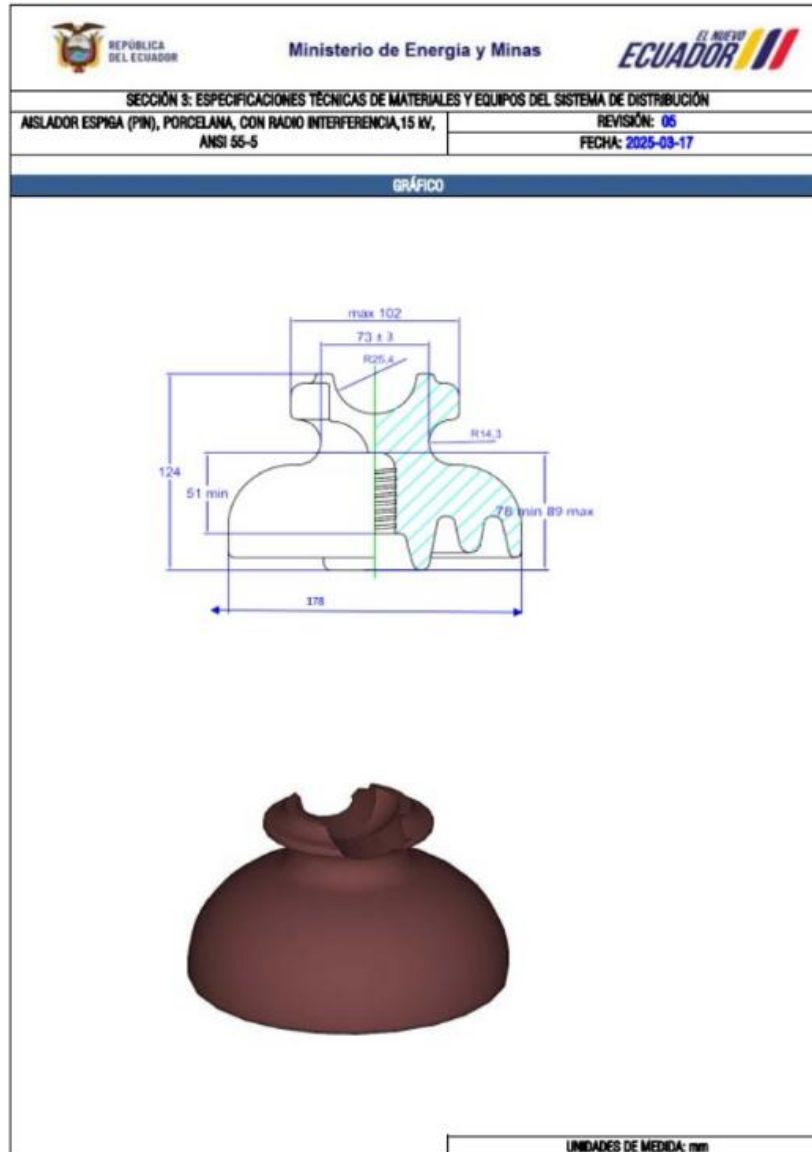 REPÚBLICA
DEL ECUADOR
Ministerio de Energía y Minas
EL NUEVO
ECUADOR
SECCIÓN 3: ESPECIFICACIONES TÉCNICAS DE MATERIALES Y EQUIPOS DEL SISTEMA DE DISTRIBUCIÓN
AISLADOR ESPIGA (PIN), PORCELANA, CON RADIO INTERFERENCIA,15 kV,
ANSI 55-5
REVISIÓN: 05
FECHA: 2025-03-17
GRÁFICO
max 102
73 ± 3
R25,4
R14,3
124
51 min
76 min 89 max
178
UNIDADES DE MEDIDA: mm